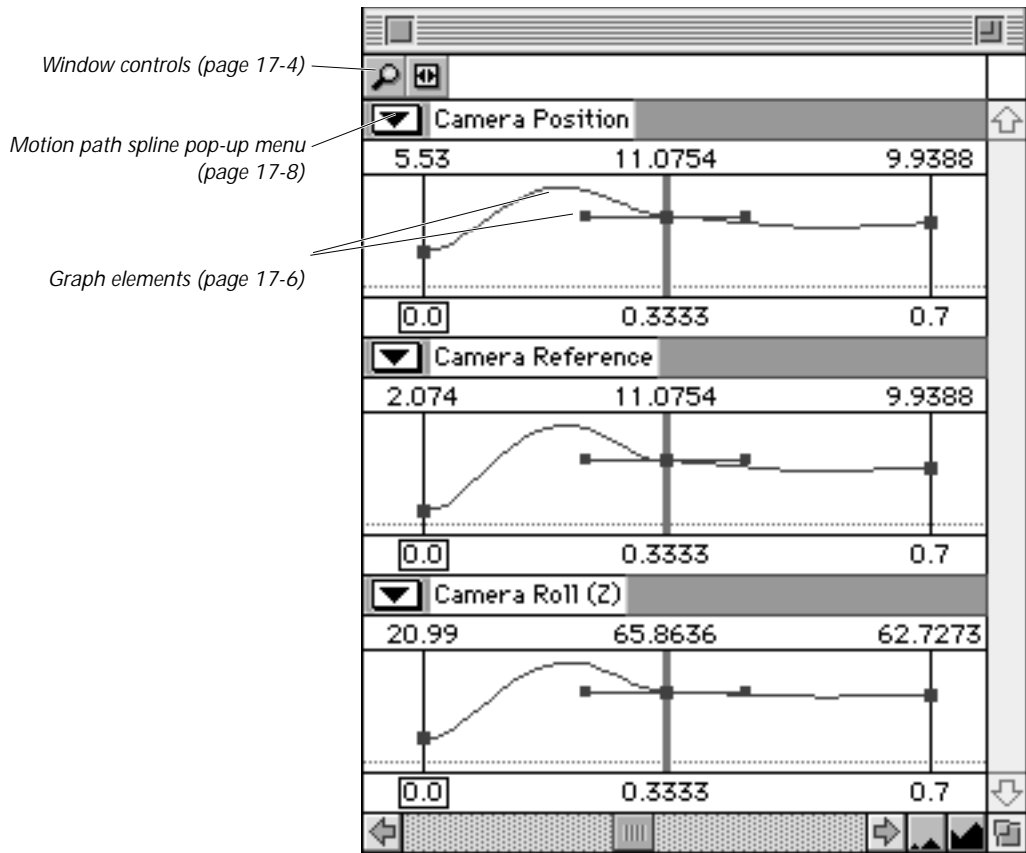 Window controls (page 17-4)
Motion path spline pop-up menu
(page 17-8)
Graph elements (page 17-6)
Camera Position
5.53 11.0754 9.9388
0.0 0.3333 0.7
Camera Reference
2.074 11.0754 9.9388
0.0 0.3333 0.7
Camera Roll (Z)
20.99 65.8636 62.7273
0.0 0.3333 0.7